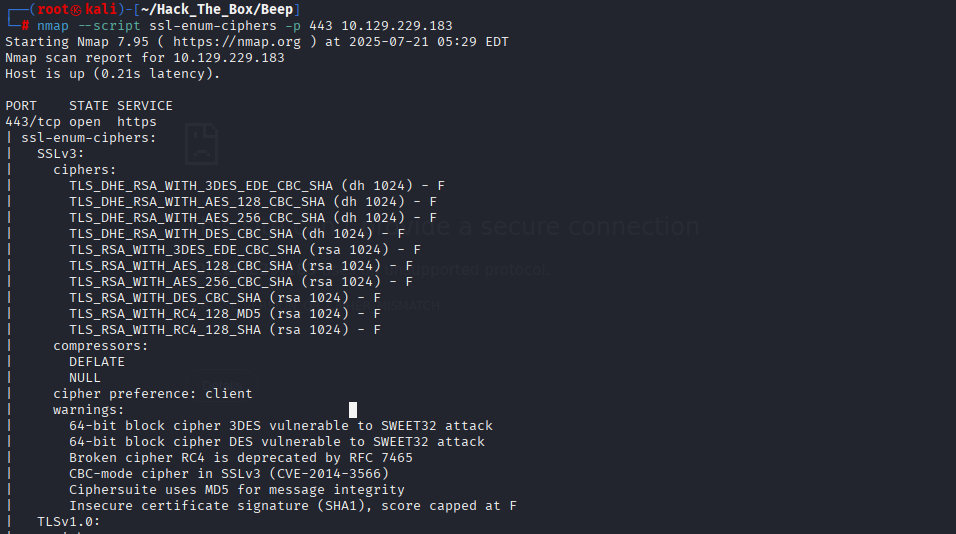 ┌──(root㉿kali)-[~/Hack_The_Box/Beep]
└─# nmap --script ssl-enum-ciphers -p 443 10.129.229.183
Starting Nmap 7.95 ( https://nmap.org ) at 2025-07-21 05:29 EDT
Nmap scan report for 10.129.229.183
Host is up (0.21s latency).

PORT    STATE SERVICE
443/tcp open  https
| ssl-enum-ciphers:
|   SSLv3:
|     ciphers:
|       TLS_DHE_RSA_WITH_3DES_EDE_CBC_SHA (dh 1024) - F
|       TLS_DHE_RSA_WITH_AES_128_CBC_SHA (dh 1024) - F
|       TLS_DHE_RSA_WITH_AES_256_CBC_SHA (dh 1024) - F
|       TLS_DHE_RSA_WITH_DES_CBC_SHA (dh 1024) - F
|       TLS_RSA_WITH_3DES_EDE_CBC_SHA (rsa 1024) - F
|       TLS_RSA_WITH_AES_128_CBC_SHA (rsa 1024) - F
|       TLS_RSA_WITH_AES_256_CBC_SHA (rsa 1024) - F
|       TLS_RSA_WITH_DES_CBC_SHA (rsa 1024) - F
|       TLS_RSA_WITH_RC4_128_MD5 (rsa 1024) - F
|       TLS_RSA_WITH_RC4_128_SHA (rsa 1024) - F
|     compressors:
|       DEFLATE
|       NULL
|     cipher preference: client
|     warnings:
|       64-bit block cipher 3DES vulnerable to SWEET32 attack
|       64-bit block cipher DES vulnerable to SWEET32 attack
|       Broken cipher RC4 is deprecated by RFC 7465
|       CBC-mode cipher in SSLv3 (CVE-2014-3566)
|       Ciphersuite uses MD5 for message integrity
|       Insecure certificate signature (SHA1), score capped at F
|   TLSv1.0:
a secure connection
protocol